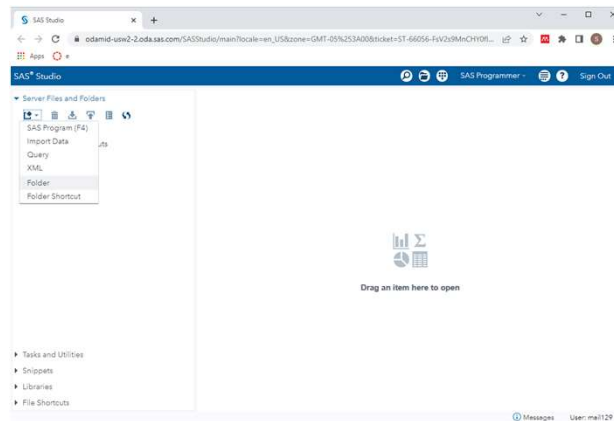 SAS Studio
odamid-usw2-2.oda.sas.com/SASStudio/main?locale=en_US&zone=GMT-05%253A00&ticket=ST-66056-FsV2s9MnCHY0fl...
Apps
SAS® Studio
SAS Programmer
Sign Out
Server Files and Folders
SAS Program (F4)
Import Data
uts
Query
XML
Folder
Folder Shortcut
Drag an item here to open
Tasks and Utilities
Snippets
Libraries
File Shortcuts
Messages
User: meil129